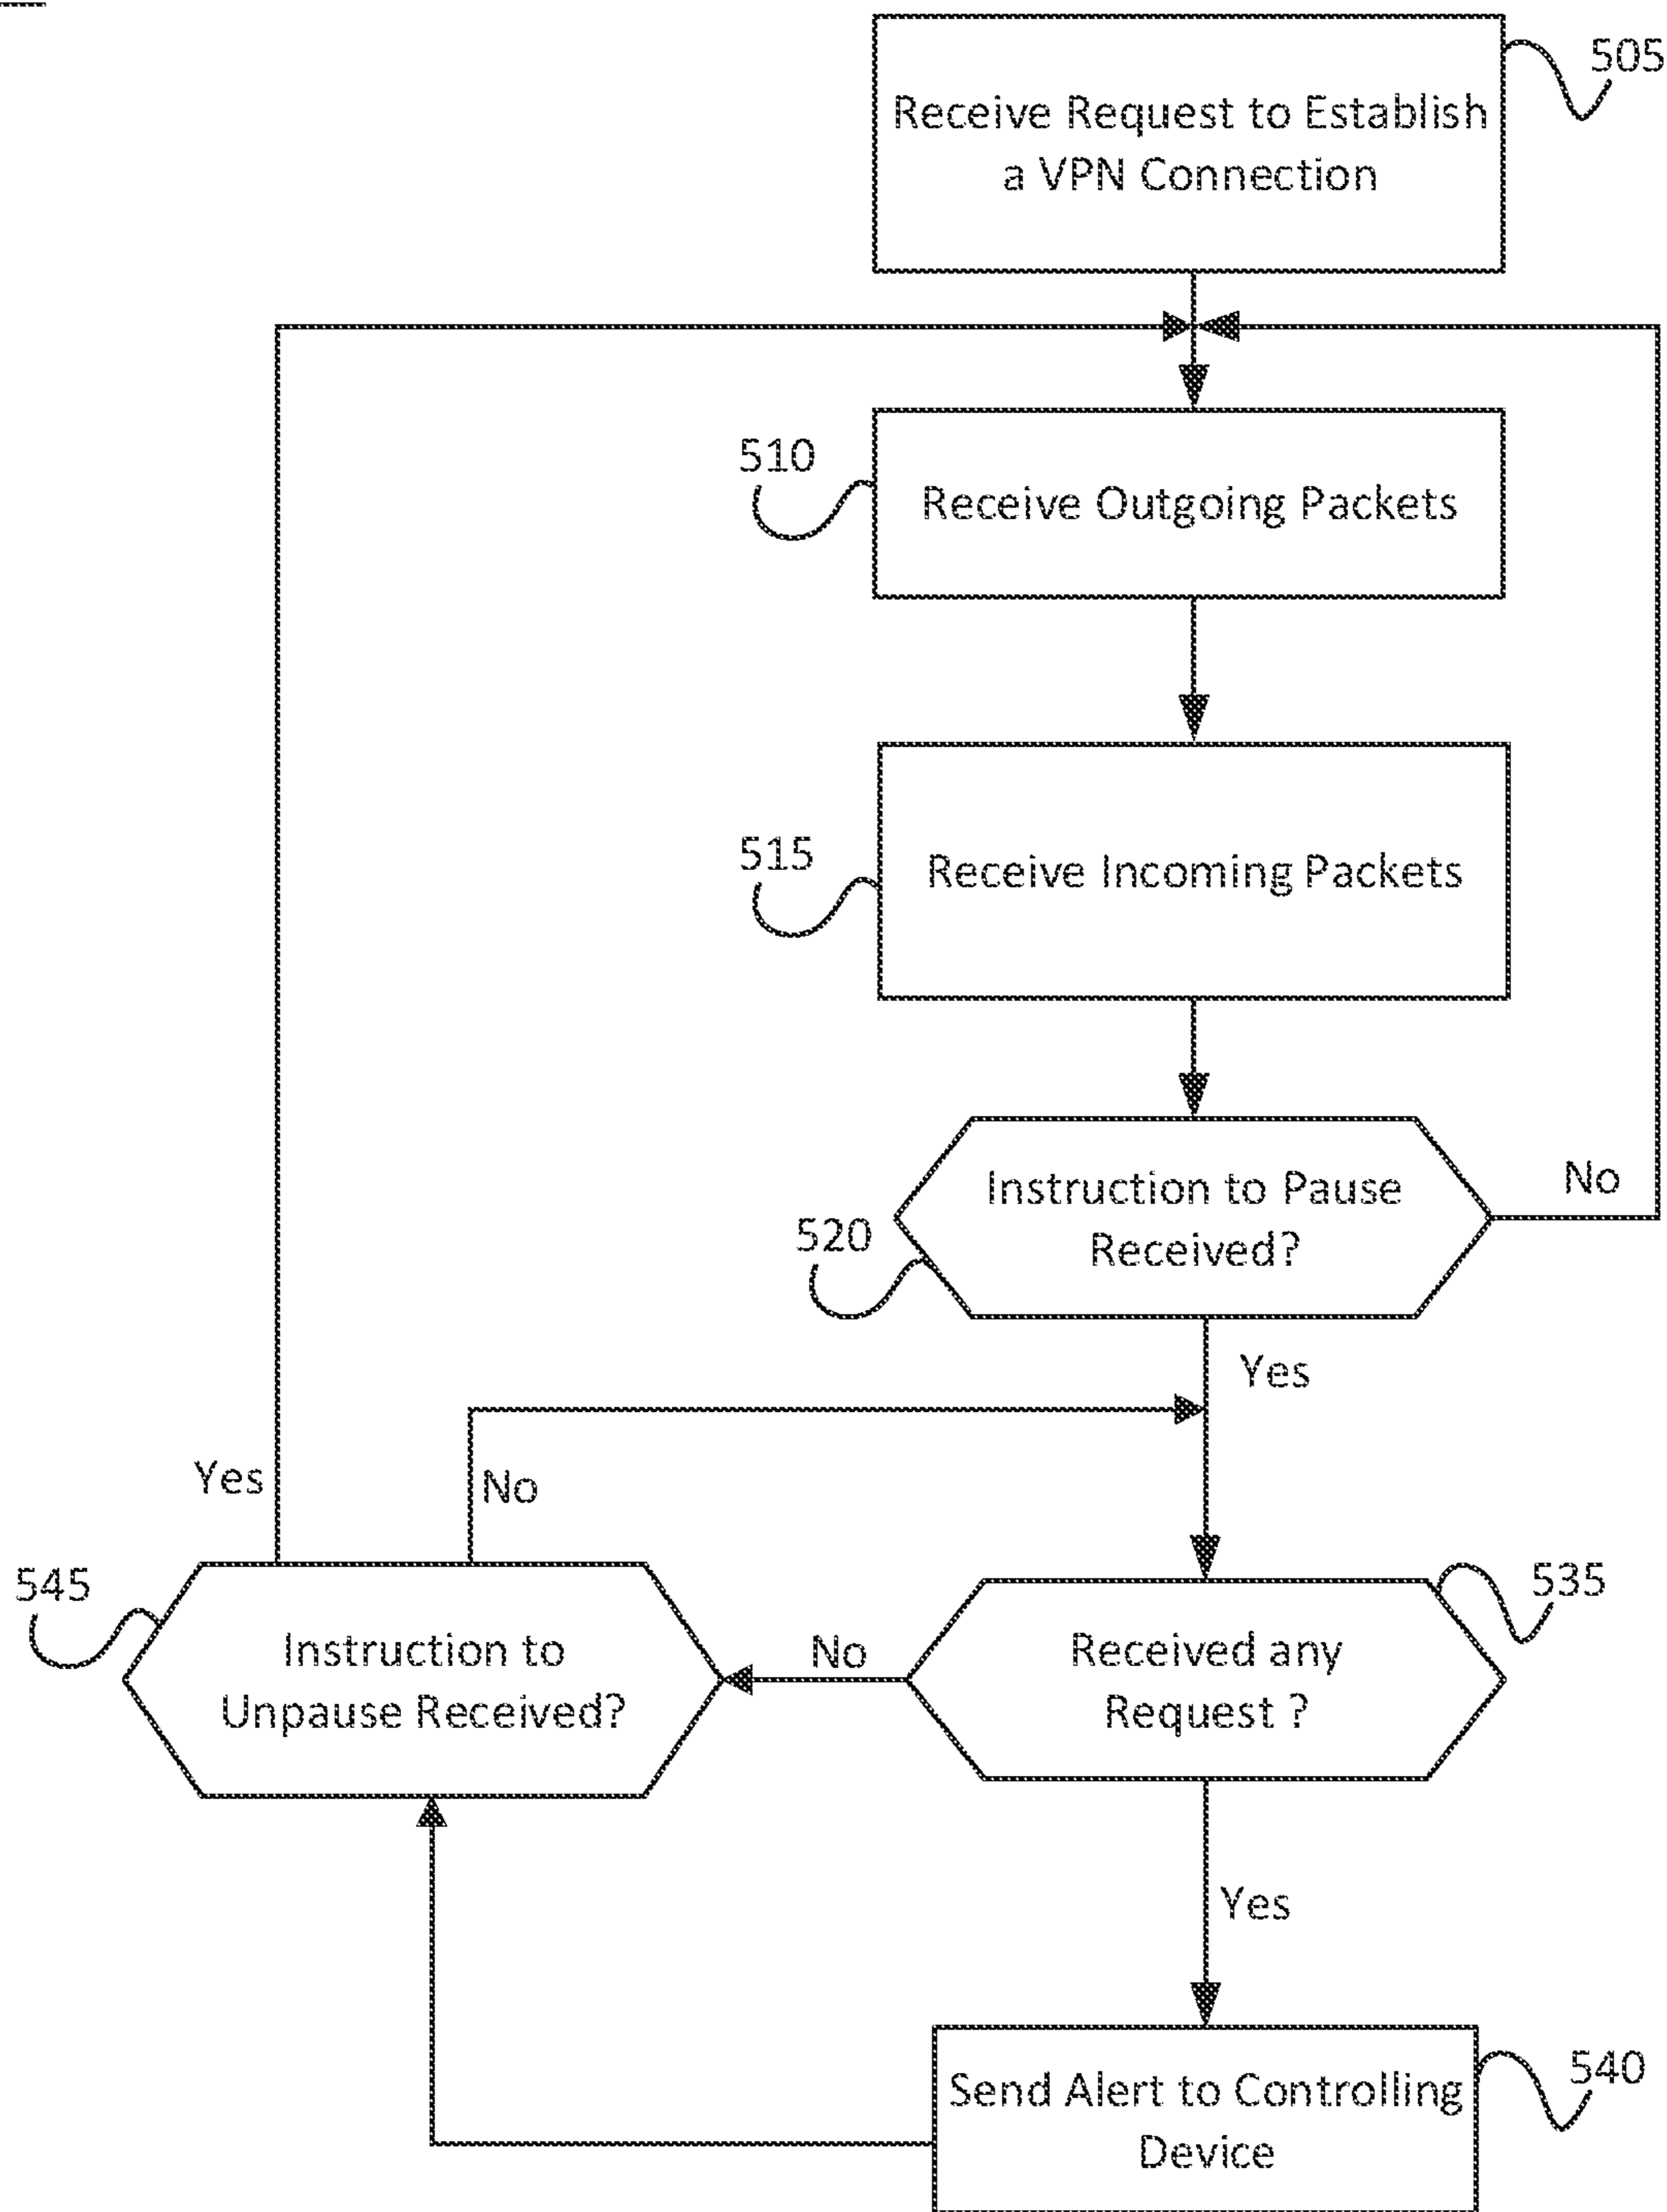 505
Receive Request to Establish
a VPN Connection
510
Receive Outgoing Packets
515
Receive Incoming Packets
520
Instruction to Pause
Received?
No
Yes
Yes
No
545
Instruction to
Unpause Received?
No
535
Received any
Request ?
Yes
540
Send Alert to Controlling
Device